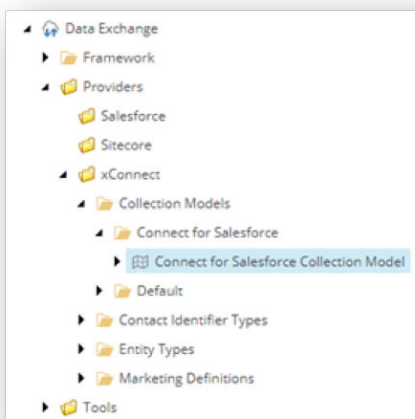 Data Exchange
Framework
Providers
Salesforce
Sitecore
xConnect
Collection Models
Connect for Salesforce
Connect for Salesforce Collection Model
Default
Contact Identifier Types
Entity Types
Marketing Definitions
Tools